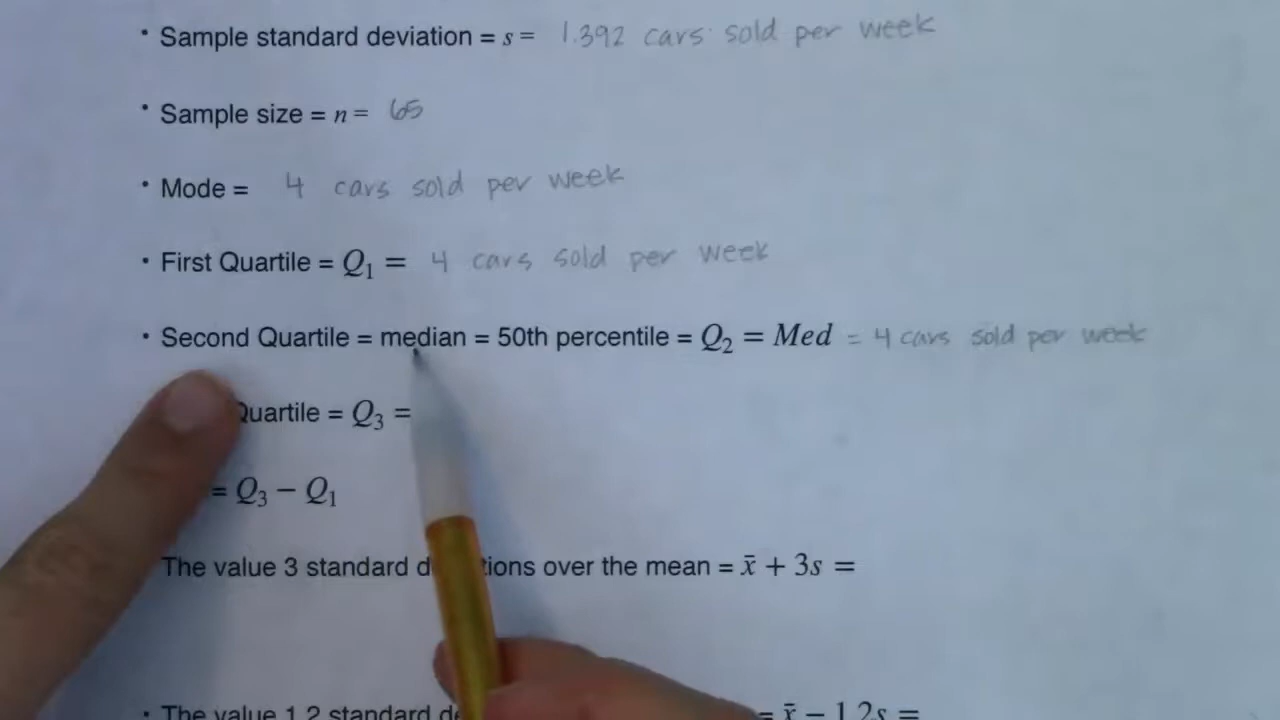 • Sample standard deviation = s = 1.392 cars sold per week
• Sample size = n = 65
• Mode = 4 cars sold per week
• First Quartile = Q₁ = 4 cars sold per week
• Second Quartile = median = 50th percentile = Q₂ = Med = 4 cars sold per week
Quartile = Q₃ =
= Q₃ − Q₁
The value 3 standard over the mean = x̄ + 3s =
• The value 1.2 standard = x̄ − 1.2s =